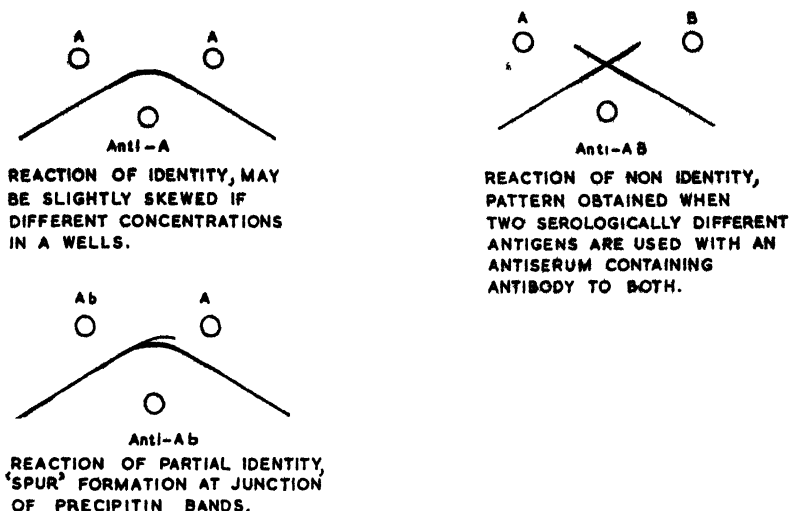 A A
Anti-A
REACTION OF IDENTITY, MAY
BE SLIGHTLY SKEWED IF
DIFFERENT CONCENTRATIONS
IN A WELLS.
A B
Anti-AB
REACTION OF NON IDENTITY,
PATTERN OBTAINED WHEN
TWO SEROLOGICALLY DIFFERENT
ANTIGENS ARE USED WITH AN
ANTISERUM CONTAINING
ANTIBODY TO BOTH.
Ab A
Anti-Ab
REACTION OF PARTIAL IDENTITY,
'SPUR' FORMATION AT JUNCTION
OF PRECIPITIN BANDS.